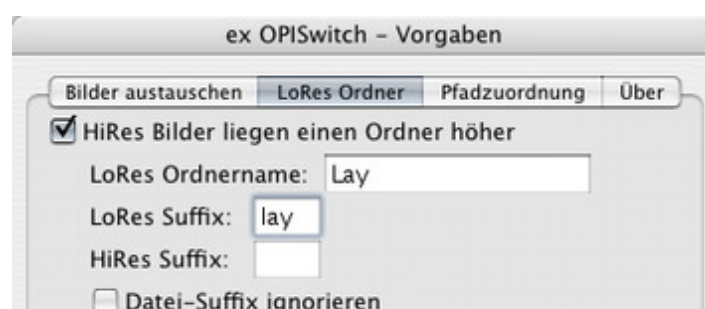 ex OPISwitch – Vorgaben
Bilder austauschen LoRes Ordner Pfadzuordnung Über
HiRes Bilder liegen einen Ordner höher
LoRes Ordnername: Lay
LoRes Suffix: lay
HiRes Suffix:
Datei-Suffix ignorieren